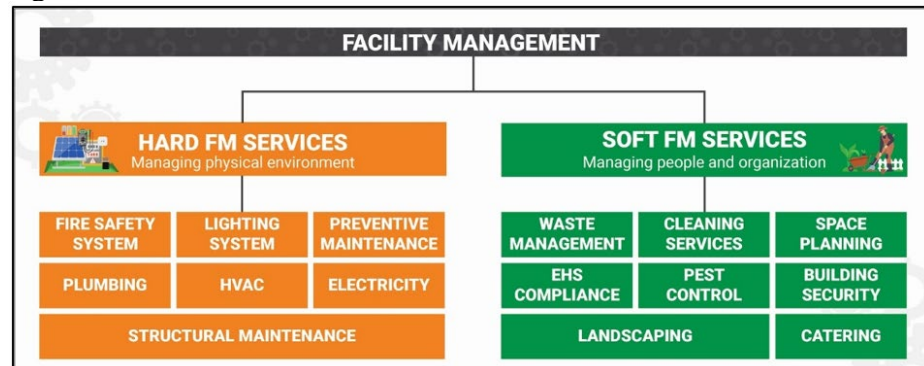 FACILITY MANAGEMENT
HARD FM SERVICES
Managing physical environment
SOFT FM SERVICES
Managing people and organization
FIRE SAFETY
SYSTEM
LIGHTING
SYSTEM
PREVENTIVE
MAINTENANCE
PLUMBING
HVAC
ELECTRICITY
STRUCTURAL MAINTENANCE
WASTE
MANAGEMENT
CLEANING
SERVICES
SPACE
PLANNING
EHS
COMPLIANCE
PEST
CONTROL
BUILDING
SECURITY
LANDSCAPING
CATERING